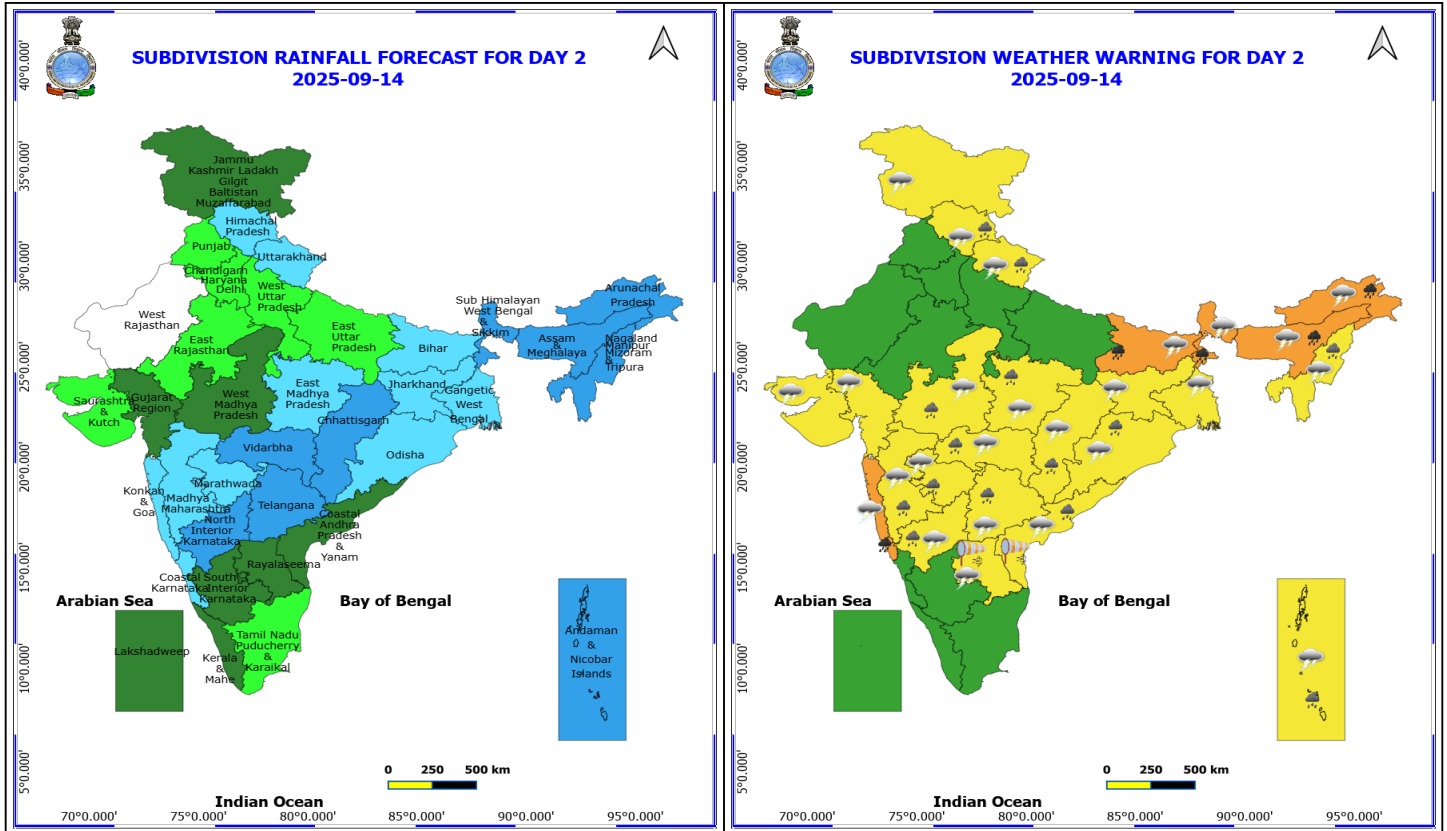 SUBDIVISION RAINFALL FORECAST FOR DAY 2
2025-09-14
40°0.000'
35°0.000'
30°0.000'
25°0.000'
20°0.000'
15°0.000'
10°0.000'
5°0.000'
Jammu
Kashmir Ladakh
Gilgit
Baltistan
Muzaffarabad
Himachal
Pradesh
Punjab
Uttarakhand
Chandigarh
Haryana
Delhi
West
Uttar
Pradesh
West
Rajasthan
East
Rajasthan
East
Uttar
Pradesh
Sub Himalayan
West Bengal
&
Sikkim
Arunachal
Pradesh
Assam
&
Meghalaya
Nagaland
Manipur
Mizoram
&
Tripura
Bihar
Jharkhand
Gangetic
West
Bengal
Saurashtra
&
Kutch
Gujarat
Region
West
Madhya
Pradesh
East
Madhya
Pradesh
Chhattisgarh
Vidarbha
Odisha
Konkan
&
Goa
Madhya
Maharashtra
Marathwada
Telangana
North
Interior
Karnataka
Coastal
Andhra
Pradesh
&
Yanam
Rayalaseema
Coastal
Karnataka
South
Interior
Karnataka
Arabian Sea
Bay of Bengal
Lakshadweep
Kerala
&
Mahe
Tamil Nadu
Puducherry
&
Karaikal
Andaman
&
Nicobar
Islands
0 250 500 km
Indian Ocean
70°0.000' 75°0.000' 80°0.000' 85°0.000' 90°0.000' 95°0.000'
SUBDIVISION WEATHER WARNING FOR DAY 2
2025-09-14
40°0.000'
35°0.000'
30°0.000'
25°0.000'
20°0.000'
15°0.000'
10°0.000'
5°0.000'
Arabian Sea
Bay of Bengal
0 250 500 km
Indian Ocean
70°0.000' 75°0.000' 80°0.000' 85°0.000' 90°0.000' 95°0.000'